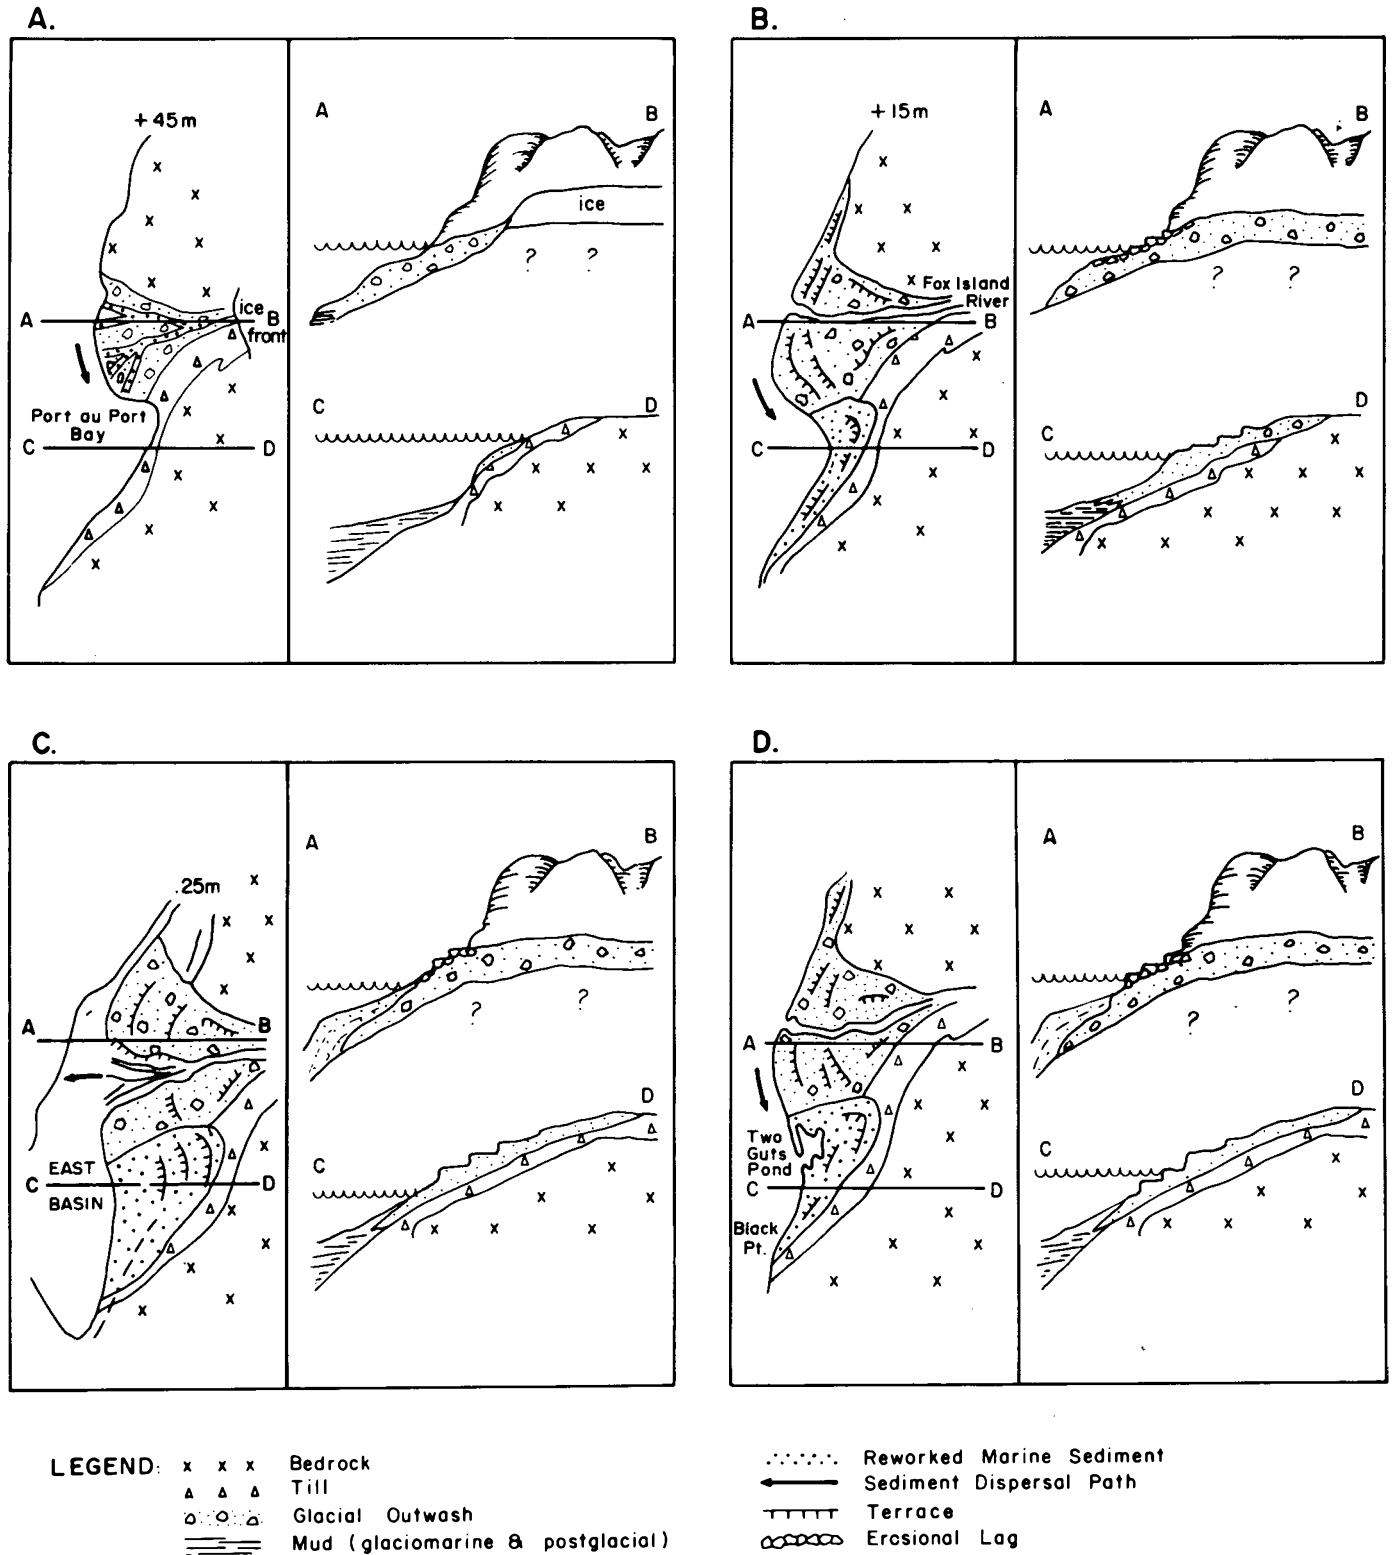 A.
+45m
ice
front
A
B
Port au Port
Bay
C
D
A
B
ice
? ?
C
D
B.
+15m
Fox Island
River
A
B
C
D
A
B
? ?
C
D
C.
25m
A
B
EAST
C
D
BASIN
A
B
? ?
D
C
D.
A
B
Two
Guts
Pond
C
D
Black
Pt.
A
B
? ?
D
C
LEGEND:
Bedrock
Till
Glacial Outwash
Mud (glaciomarine & postglacial)
Reworked Marine Sediment
Sediment Dispersal Path
Terrace
Erosional Lag